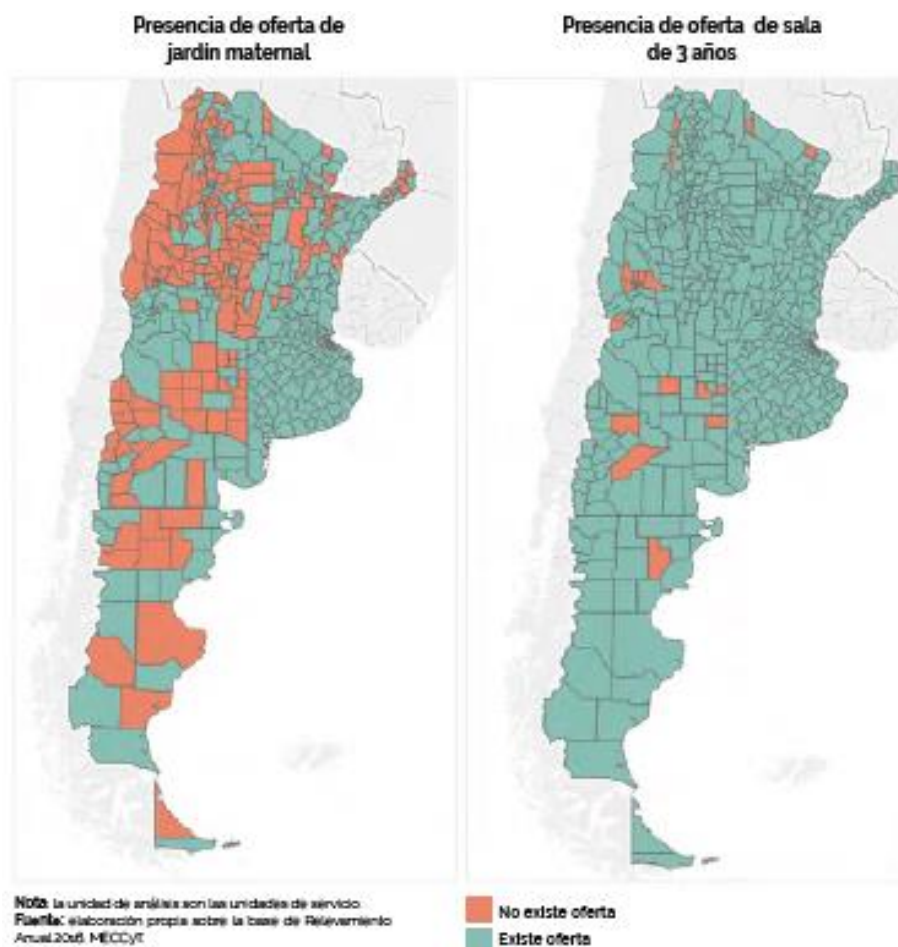 Presencia de oferta de
jardín maternal
Presencia de oferta de sala
de 3 años
Nota: la unidad de análisis son las unidades de servicio.
Fuente: elaboración propia sobre la base de Relevamiento
Anual 2018. MECCyT.
No existe oferta
Existe oferta